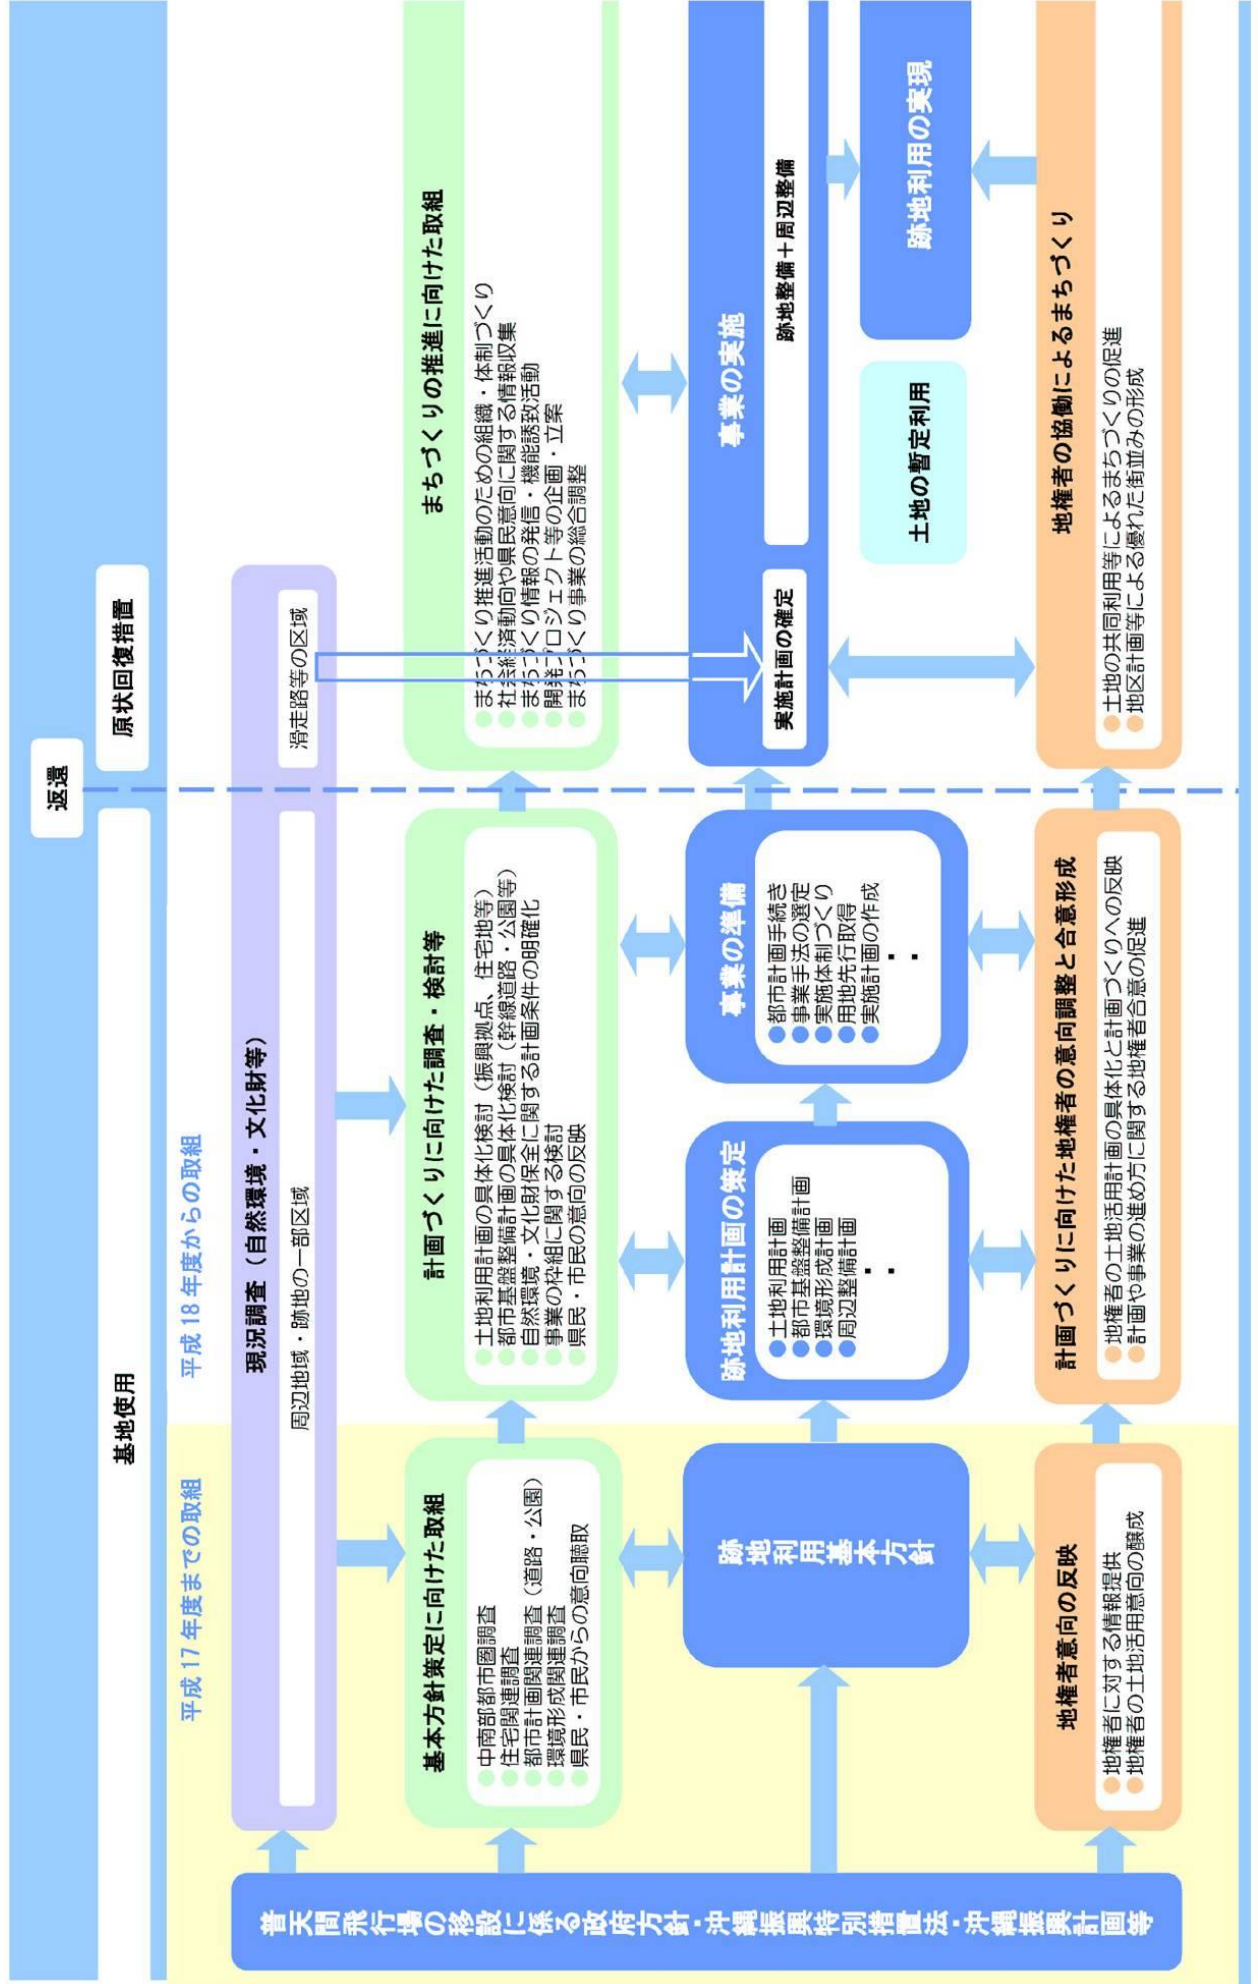 返還
基地使用
原状回復措置
平成17年度までの取組
平成18年度からの取組
普天間飛行場の移設に係る政府方針・沖縄振興特別措置法・沖縄振興計画等
現況調査（自然環境・文化財等）
周辺地域・跡地の一部区域
滑走路等の区域
基本方針策定に向けた取組
●中南部都市圏調査
●住宅関連調査
●都市計画関連調査（道路・公園）
●環境形成関連調査
●県民・市民からの意向聴取
計画づくりに向けた調査・検討等
●土地利用計画の具体化検討（振興拠点、住宅地等）
●都市基盤整備計画の具体化検討（幹線道路・公園等）
●自然環境・文化財保全に関する計画条件の明確化
●事業の枠組に関する検討
●県民・市民の意向の反映
まちづくりの推進に向けた取組
●まちづくり推進活動のための組織・体制づくり
●社会経済動向や県民意向に関する情報収集
●まちづくり情報の発信・機能誘致活動
●開発プロジェクト等の企画・立案
●まちづくり事業の総合調整
跡地利用基本方針
跡地利用計画の策定
●土地利用計画
●都市基盤整備計画
●環境形成計画
●周辺整備計画
・
・
事業の準備
●都市計画手続き
●事業手法の選定
●実施体制づくり
●用地先行取得
●実施計画の作成
・
・
事業の実施
実施計画の確定
跡地整備＋周辺整備
土地の暫定利用
跡地利用の実現
地権者意向の反映
●地権者に対する情報提供
●地権者の土地活用意向の醸成
計画づくりに向けた地権者の意向調整と合意形成
●地権者の土地活用計画の具体化と計画づくりへの反映
●計画や事業の進め方に関する地権者合意の促進
地権者の協働によるまちづくり
●土地の共同利用等によるまちづくりの促進
●地区計画等による優れた街並みの形成